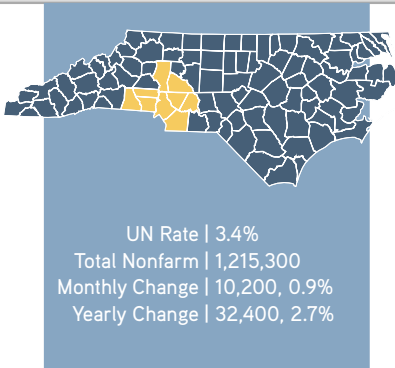 UN Rate | 3.4%
Total Nonfarm | 1,215,300
Monthly Change | 10,200, 0.9%
Yearly Change | 32,400, 2.7%